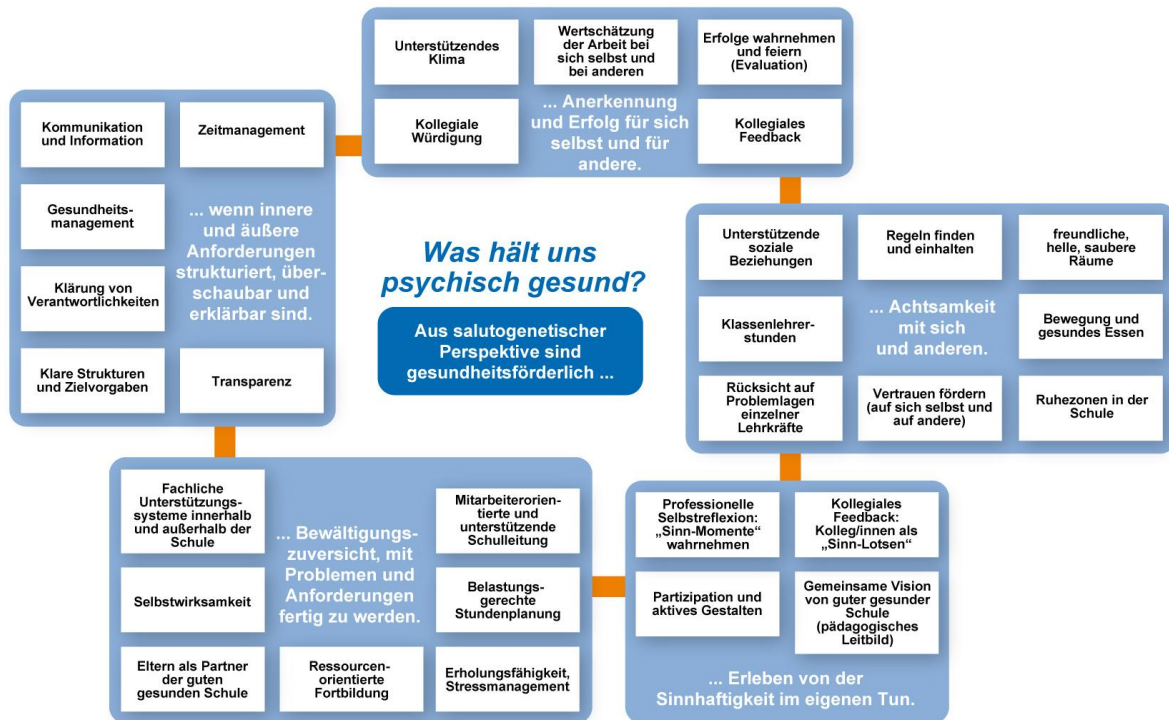 Was hält uns
psychisch gesund?
Aus salutogenetischer
Perspektive sind
gesundheitsförderlich ...
Unterstützendes
Klima
Wertschätzung
der Arbeit bei
sich selbst und
bei anderen
Erfolge wahrnehmen
und feiern
(Evaluation)
Kollegiale
Würdigung
... Anerkennung
und Erfolg für sich
selbst und für
andere.
Kollegiales
Feedback
Kommunikation
und Information
Zeitmanagement
Gesundheits-
management
... wenn innere
und äußere
Anforderungen
strukturiert, über-
schaubar und
erklärbar sind.
Klärung von
Verantwortlichkeiten
Klare Strukturen
und Zielvorgaben
Transparenz
Unterstützende
soziale
Beziehungen
Regeln finden
und einhalten
freundliche,
helle, saubere
Räume
Klassenlehrer-
stunden
... Achtsamkeit
mit sich
und anderen.
Bewegung und
gesundes Essen
Rücksicht auf
Problemlagen
einzelner
Lehrkräfte
Vertrauen fördern
(auf sich selbst und
auf andere)
Ruhezonen in der
Schule
Fachliche
Unterstützungs-
systeme innerhalb
und außerhalb der
Schule
... Bewältigungs-
zuversicht, mit
Problemen und
Anforderungen
fertig zu werden.
Mitarbeiterorien-
tierte und
unterstützende
Schulleitung
Selbstwirksamkeit
Belastungs-
gerechte
Stundenplanung
Eltern als Partner
der guten
gesunden Schule
Ressourcen-
orientierte
Fortbildung
Erholungsfähigkeit,
Stressmanagement
Professionelle
Selbstreflexion:
„Sinn-Momente“
wahrnehmen
Kollegiales
Feedback:
Kolleg/innen als
„Sinn-Lotsen“
Partizipation und
aktives Gestalten
Gemeinsame Vision
von guter gesunder
Schule
(pädagogisches
Leitbild)
... Erleben von der
Sinnhaftigkeit im eigenen Tun.